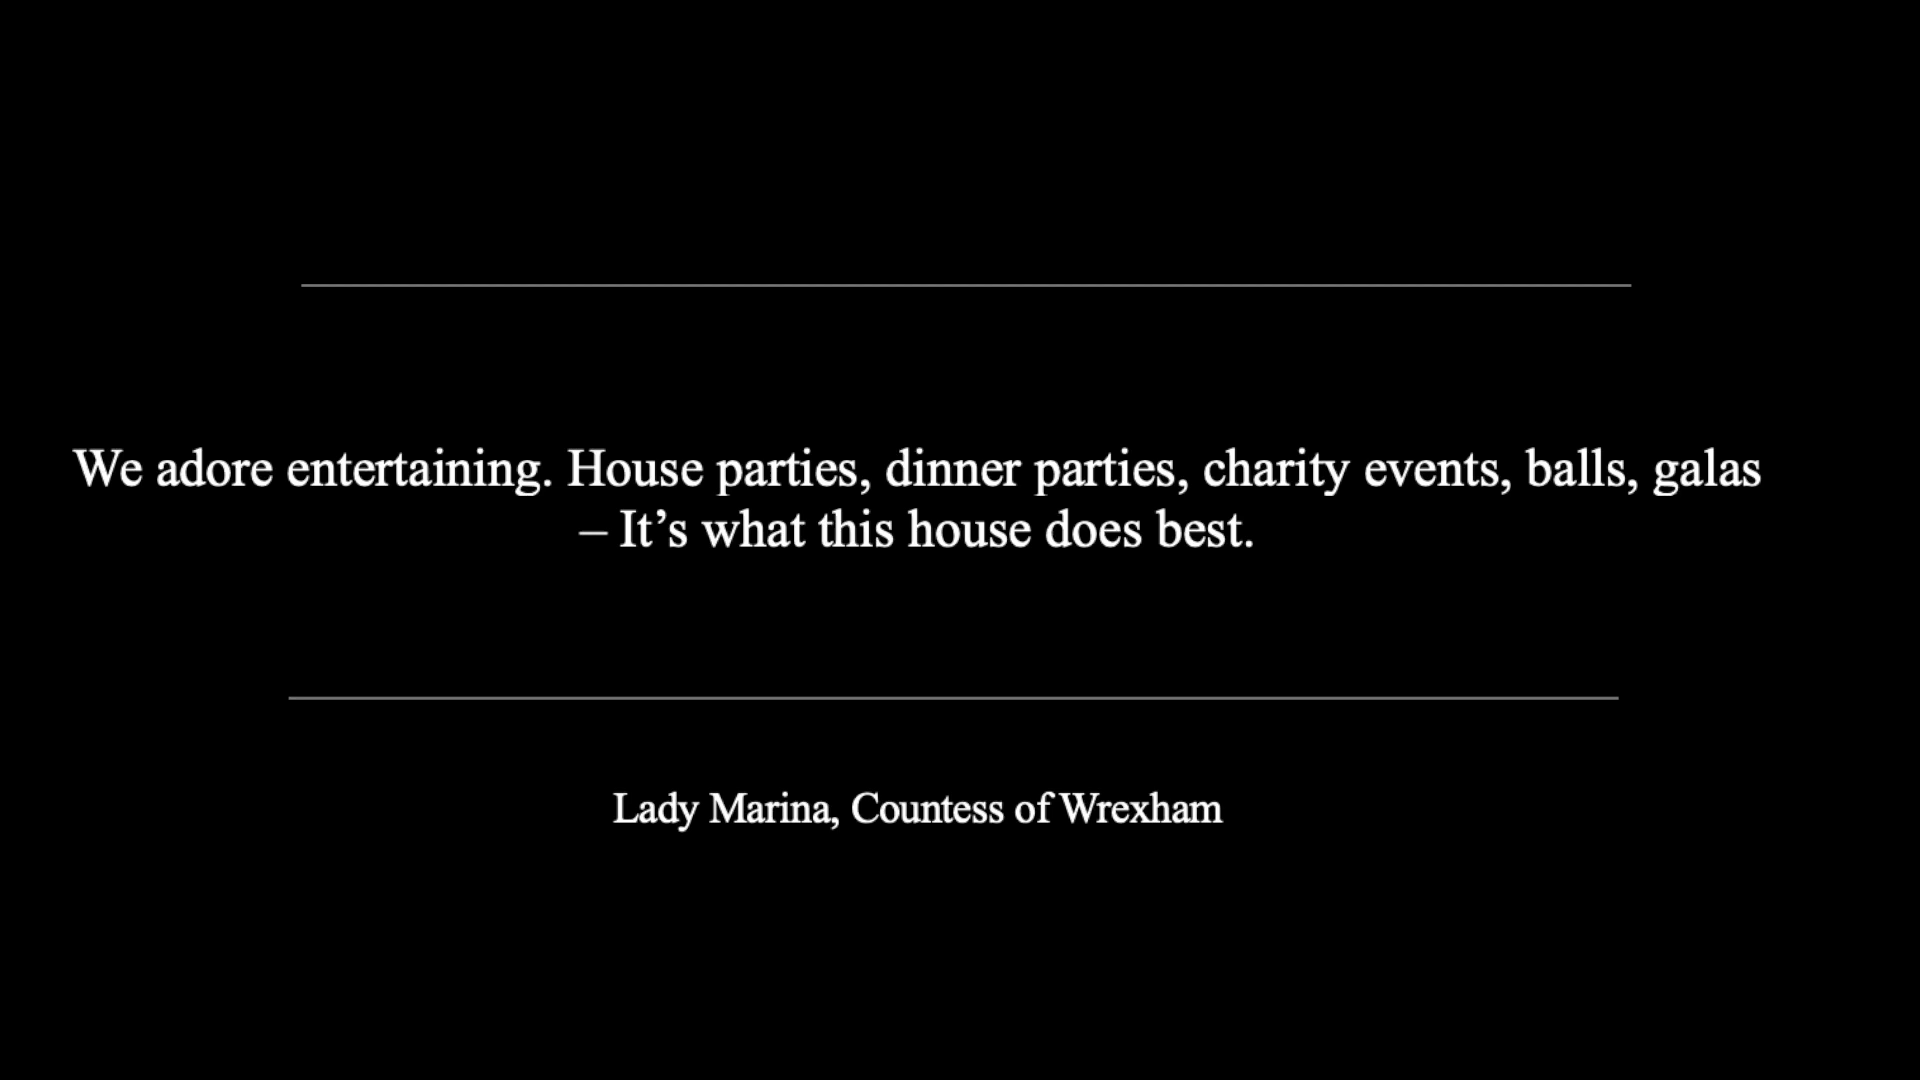 We adore entertaining. House parties, dinner parties, charity events, balls, galas
– It’s what this house does best.
Lady Marina, Countess of Wrexham